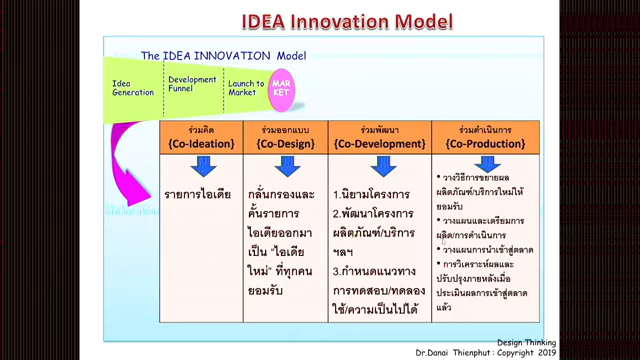 IDEA Innovation Model
The IDEA INNOVATION Model
Idea
Generation
Development
Funnel
Launch to
Market
MAR
KET
ร่วมคิด
{Co-Ideation}
ร่วมออกแบบ
{Co-Design}
ร่วมพัฒนา
{Co-Development}
ร่วมดำเนินการ
{Co-Production}
รายการไอเดีย
กลั่นกรองและ
คั้นรายการ
ไอเดียออกมา
เป็น "ไอเดีย
ใหม่" ที่ทุกคน
ยอมรับ
1.นิยามโครงการ
2.พัฒนาโครงการ
ผลิตภัณฑ์/บริการ
ฯลฯ
3.กำหนดแนวทาง
การทดสอบ/ทดลอง
ใช้/ความเป็นไปได้
• วางวิธีการขยายผล
ผลิตภัณฑ์/บริการใหม่ให้
ยอมรับ
• วางแผนและเตรียมการ
ผลิต/การดำเนินการ
• วางแผนการนำเข้าสู่ตลาด
• การวิเคราะห์ผลและ
ปรับปรุงภายหลังเมื่อ
ประเมินผลการเข้าสู่ตลาด
แล้ว
Design Thinking
Dr.Danai Thienphut : Copyright 2019